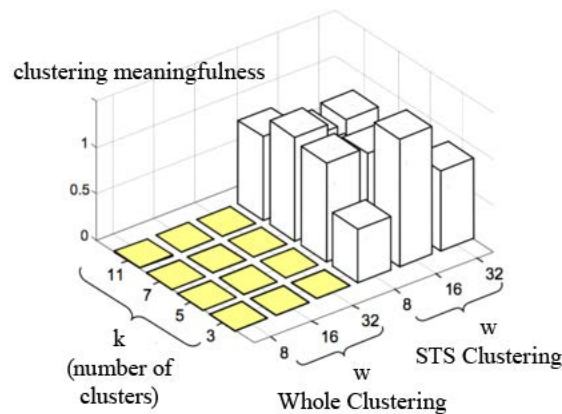 clustering meaningfulness
1
0.5
0
11
7
5
3
8
16
32
8
16
32
k
(number of
clusters)
w
Whole Clustering
w
STS Clustering